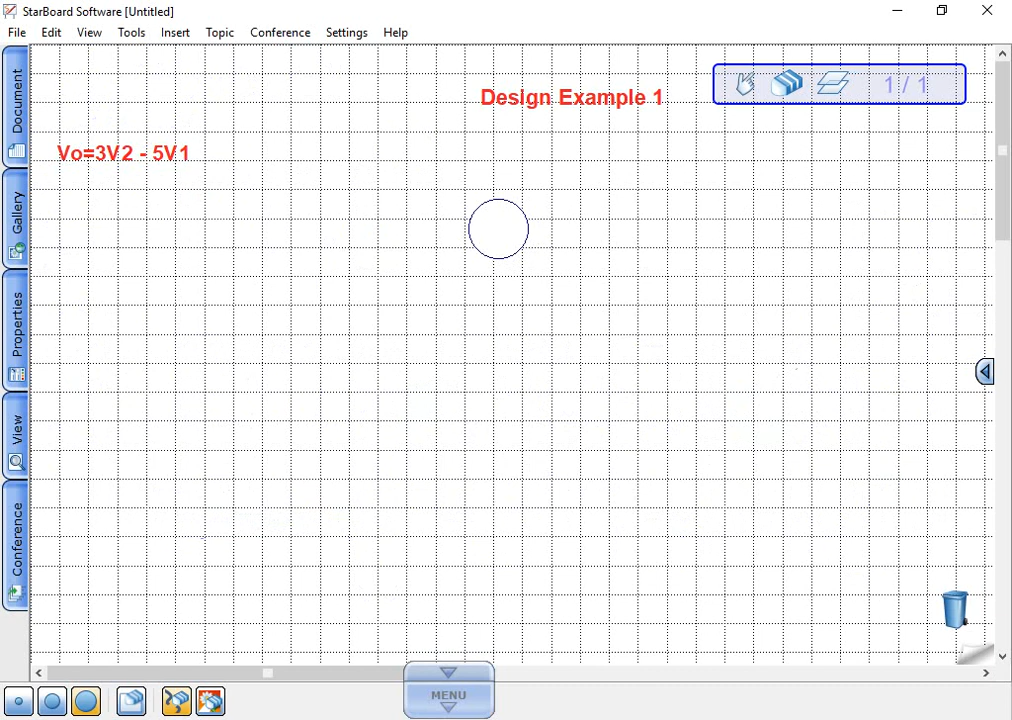 StarBoard Software [Untitled]
File Edit View Tools Insert Topic Conference Settings Help
Document
Gallery
Properties
View
Conference
1 / 1
Design Example 1
Vo=3V2 - 5V1
MENU